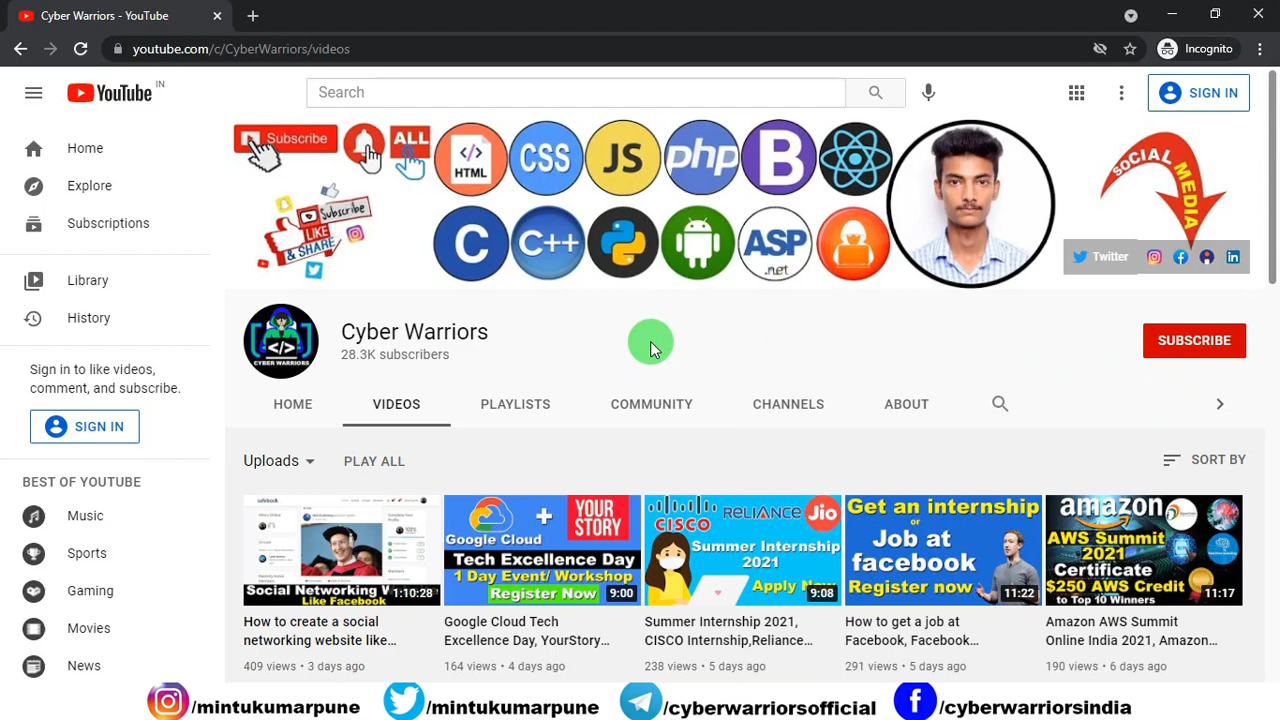 Cyber Warriors - YouTube
youtube.com/c/CyberWarriors/videos
Incognito
YouTube IN
Search
SIGN IN
Home
Explore
Subscriptions
Library
History
Sign in to like videos,
comment, and subscribe.
SIGN IN
BEST OF YOUTUBE
Music
Sports
Gaming
Movies
News
Subscribe
ALL
HTML
CSS
JS
php
B
C
C++
ASP
.net
Subscribe
LIKE
& SHARE
SOCIAL
MEDIA
Twitter
CYBER WARRIORS
Cyber Warriors
28.3K subscribers
SUBSCRIBE
HOME VIDEOS PLAYLISTS COMMUNITY CHANNELS ABOUT
Uploads PLAY ALL
SORT BY
Social Networking W
Like Facebook
1:10:28
How to create a social
networking website like...
409 views • 3 days ago
Google Cloud + YOUR
STORY
Tech Excellence Day
1 Day Event/ Workshop
Register Now
9:00
Google Cloud Tech
Excellence Day, YourStory...
164 views • 4 days ago
CISCO RELIANCE Jio
Summer Internship
2021
Apply Now
9:08
Summer Internship 2021,
CISCO Internship,Reliance...
238 views • 5 days ago
Get an internship
or
Job at
facebook
Register now
11:22
How to get a job at
Facebook, Facebook...
291 views • 5 days ago
amazon
AWS Summit
2021
Certificate
$250 AWS Credit
to Top 10 Winners
11:17
Amazon AWS Summit
Online India 2021, Amazon...
190 views • 6 days ago
/mintukumarpune /mintukumarpune /cyberwarriorsofficial /cyberwarriorsindia